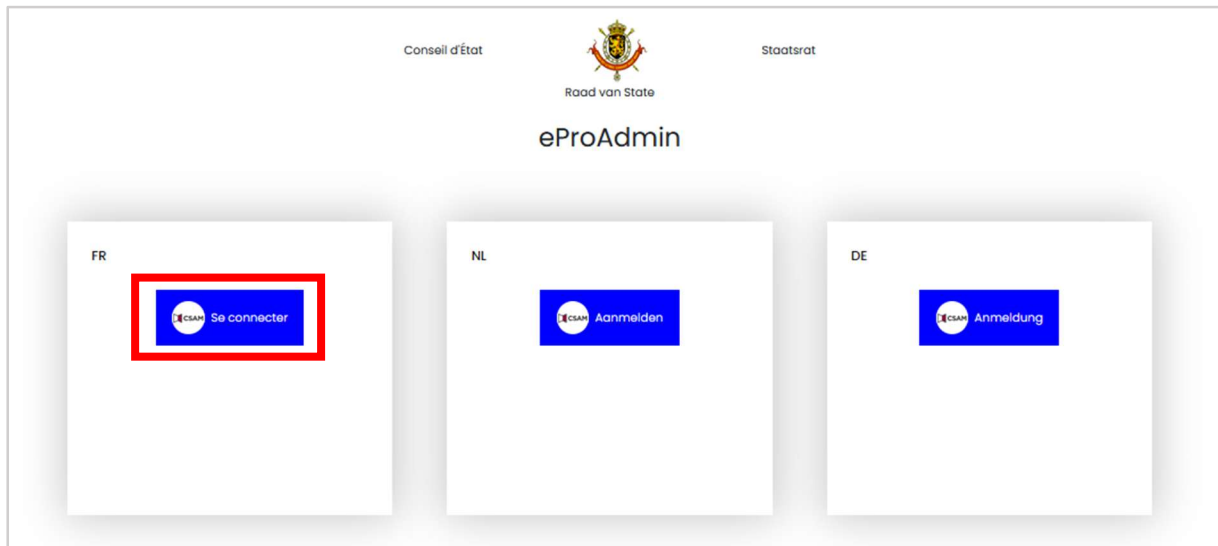 Conseil d'État
Staatsrat
Raad van State
eProAdmin
FR
CSAM Se connecter
NL
CSAM Aanmelden
DE
CSAM Anmeldung